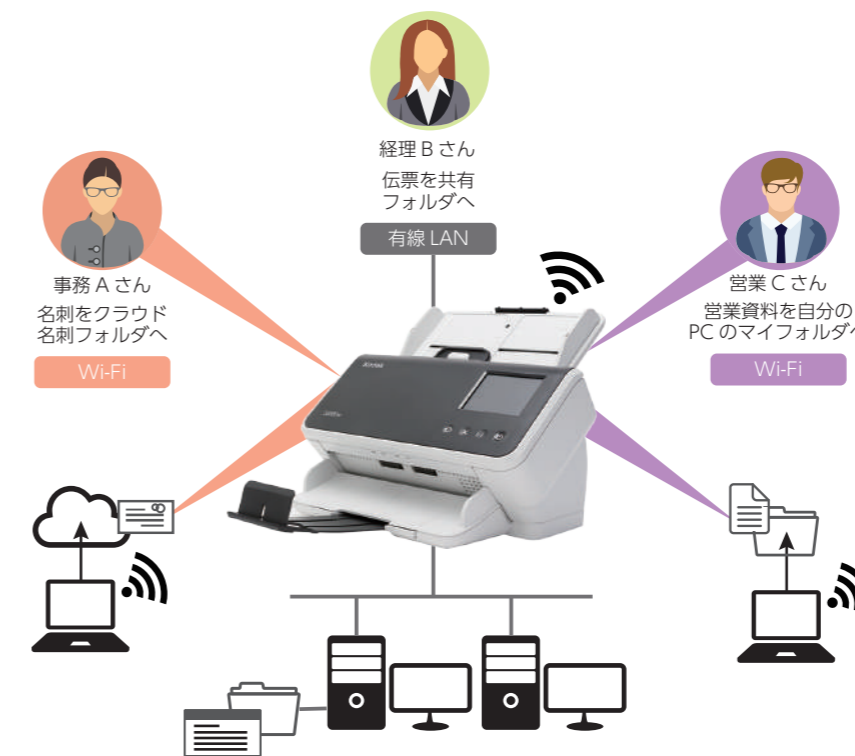 経理 B さん
伝票を共有
フォルダへ
有線 LAN
事務 A さん
名刺をクラウド
名刺フォルダへ
Wi-Fi
営業 C さん
営業資料を自分の
PC のマイフォルダへ
Wi-Fi